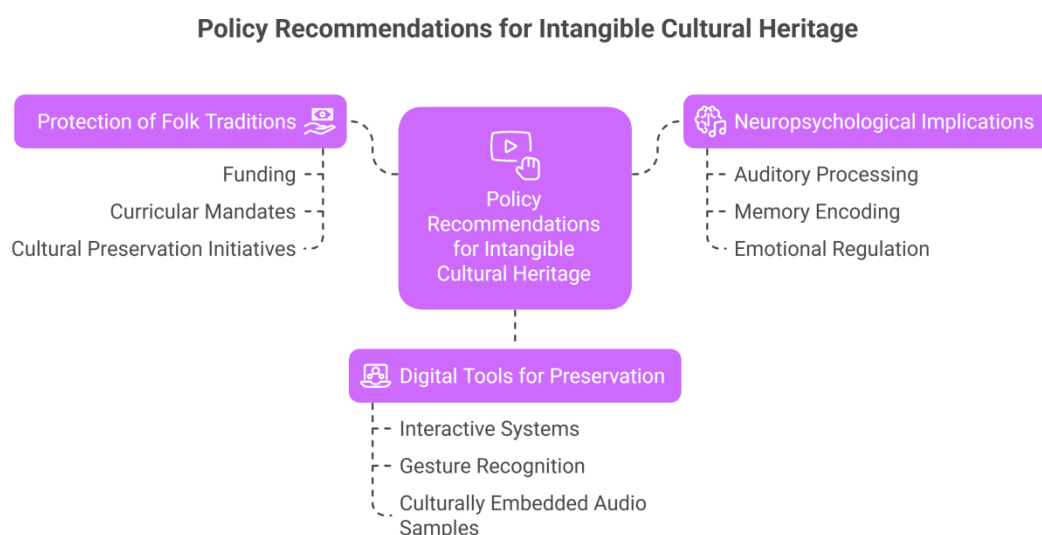 Policy Recommendations for Intangible Cultural Heritage
Protection of Folk Traditions
Funding
Curricular Mandates
Cultural Preservation Initiatives
Policy
Recommendations
for Intangible
Cultural Heritage
Neuropsychological Implications
Auditory Processing
Memory Encoding
Emotional Regulation
Digital Tools for Preservation
Interactive Systems
Gesture Recognition
Culturally Embedded Audio
Samples